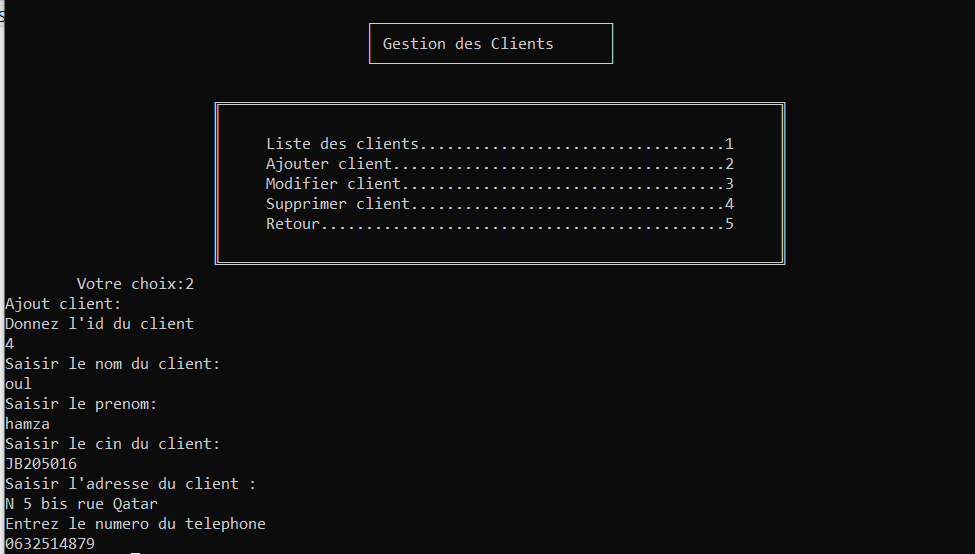 Gestion des Clients
Liste des clients..................................1
Ajouter client.....................................2
Modifier client....................................3
Supprimer client...................................4
Retour.............................................5
Votre choix:2
Ajout client:
Donnez l'id du client
4
Saisir le nom du client:
oul
Saisir le prenom:
hamza
Saisir le cin du client:
JB205016
Saisir l'adresse du client :
N 5 bis rue Qatar
Entrez le numero du telephone
0632514879